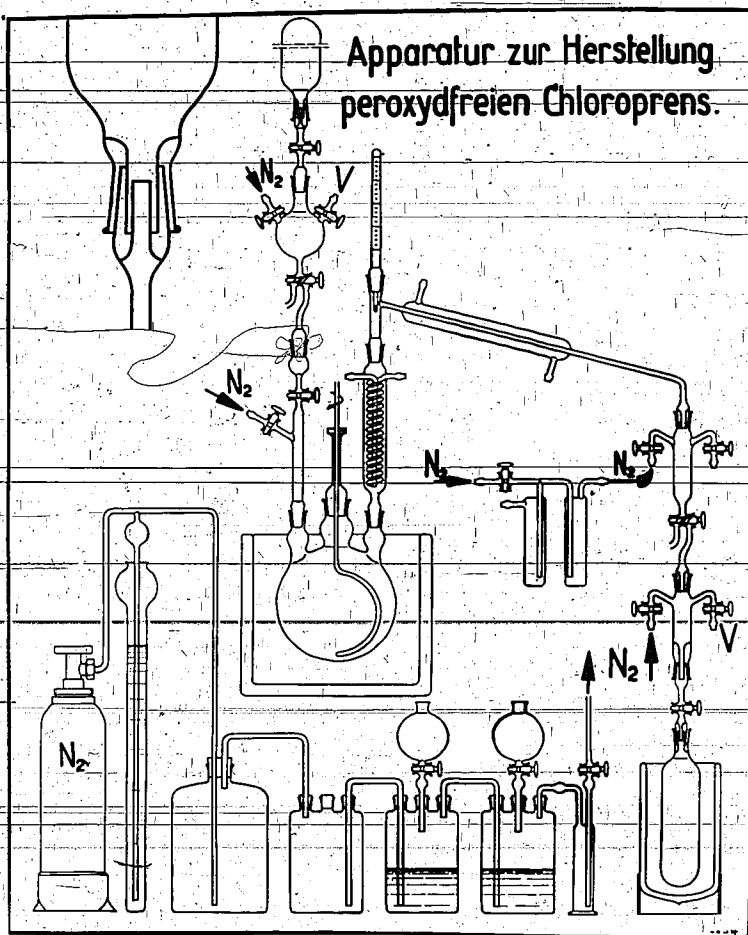 Apparatur zur Herstellung
peroxydfreien Chloroprens.
N₂
V
N₂
N₂
N₂
N₂
V
N₂